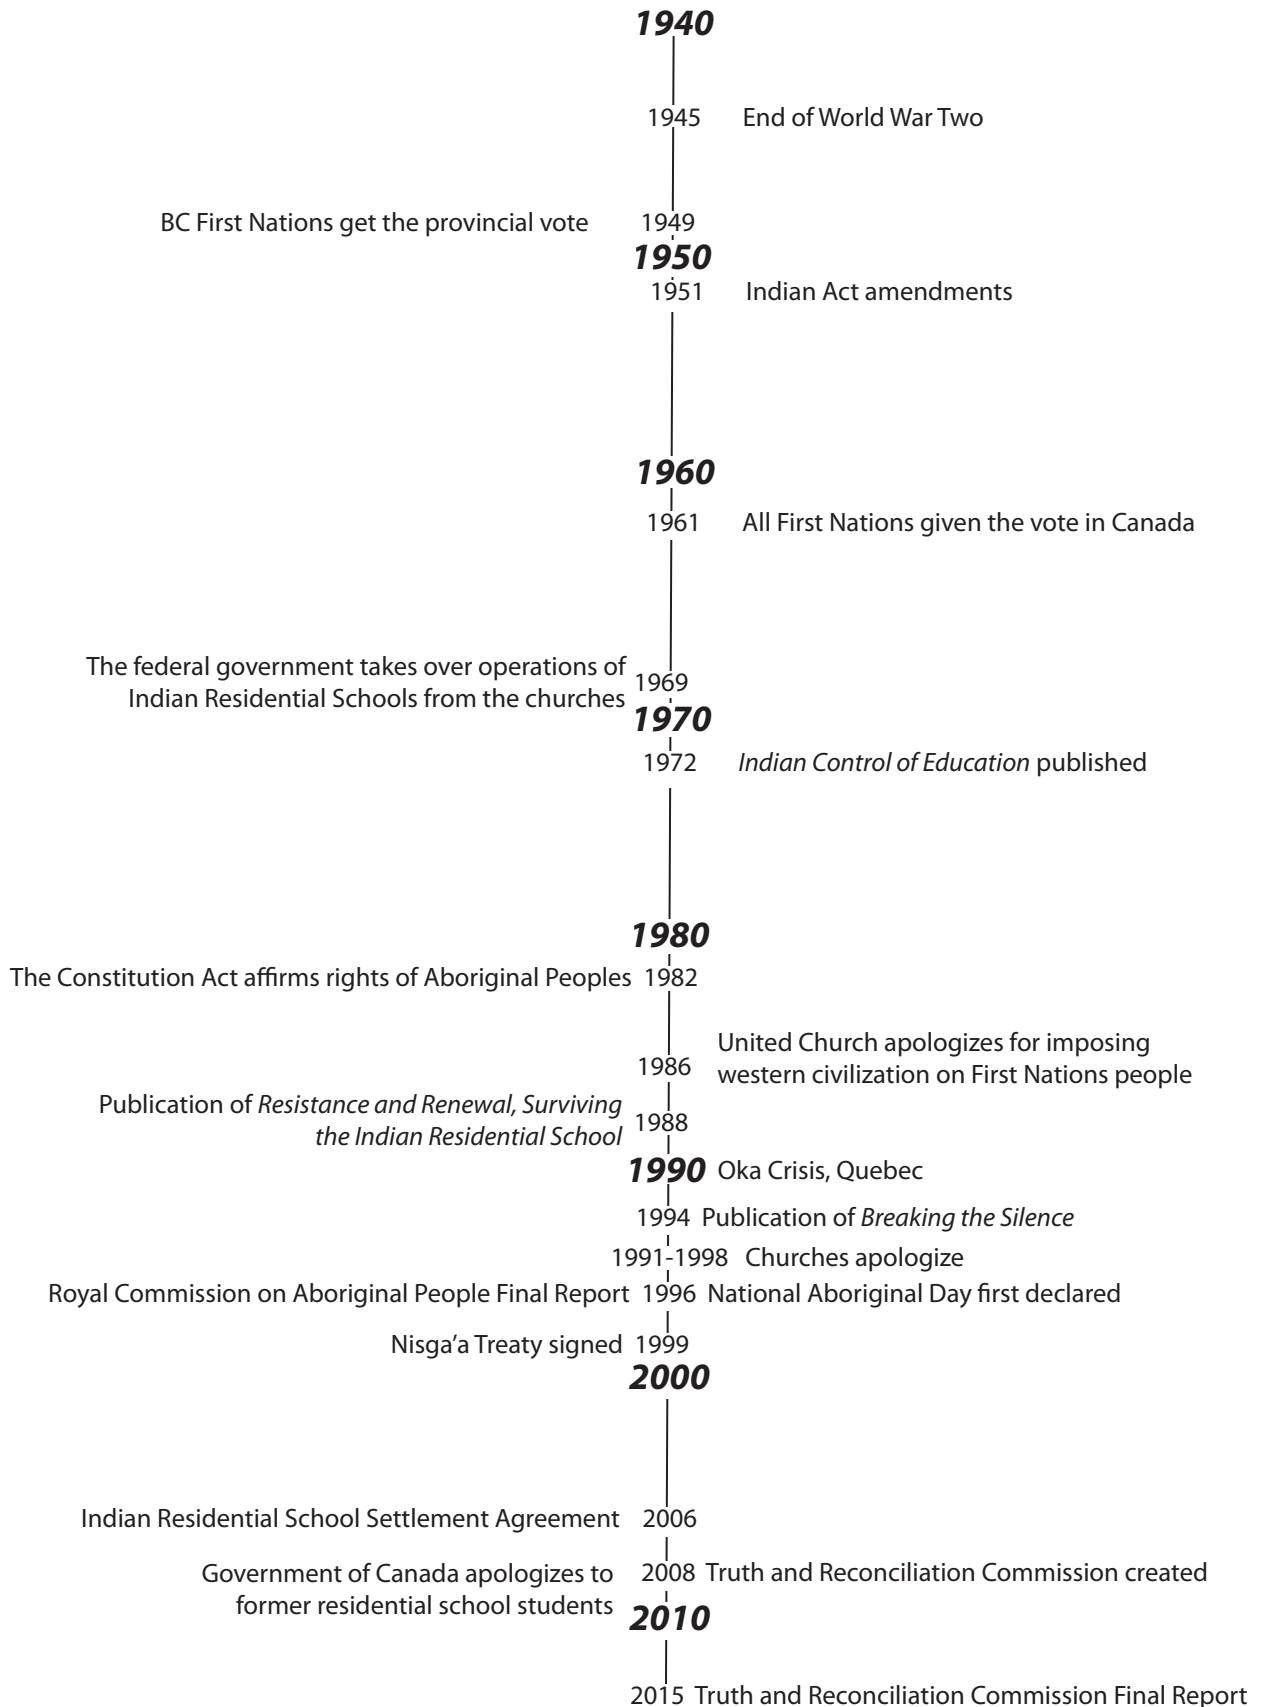 1940
1945 End of World War Two
BC First Nations get the provincial vote 1949
1950
1951 Indian Act amendments
1960
1961 All First Nations given the vote in Canada
The federal government takes over operations of
Indian Residential Schools from the churches
1969
1970
1972 Indian Control of Education published
1980
The Constitution Act affirms rights of Aboriginal Peoples 1982
United Church apologizes for imposing
1986
western civilization on First Nations people
Publication of Resistance and Renewal, Surviving
the Indian Residential School
1988
1990 Oka Crisis, Quebec
1994 Publication of Breaking the Silence
1991-1998 Churches apologize
Royal Commission on Aboriginal People Final Report 1996 National Aboriginal Day first declared
Nisga’a Treaty signed 1999
2000
Indian Residential School Settlement Agreement 2006
Government of Canada apologizes to
former residential school students
2008 Truth and Reconciliation Commission created
2010
2015 Truth and Reconciliation Commission Final Report